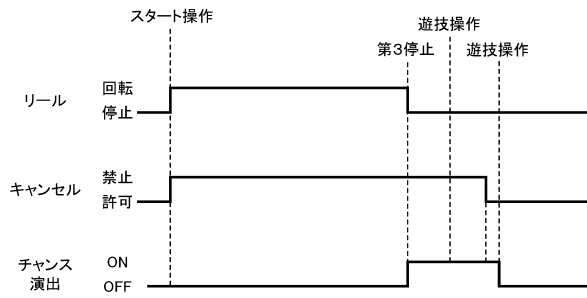 スタート操作
遊技操作
第3停止
遊技操作
リール
回転
停止
キャンセル
禁止
許可
チャンス
演出
ON
OFF